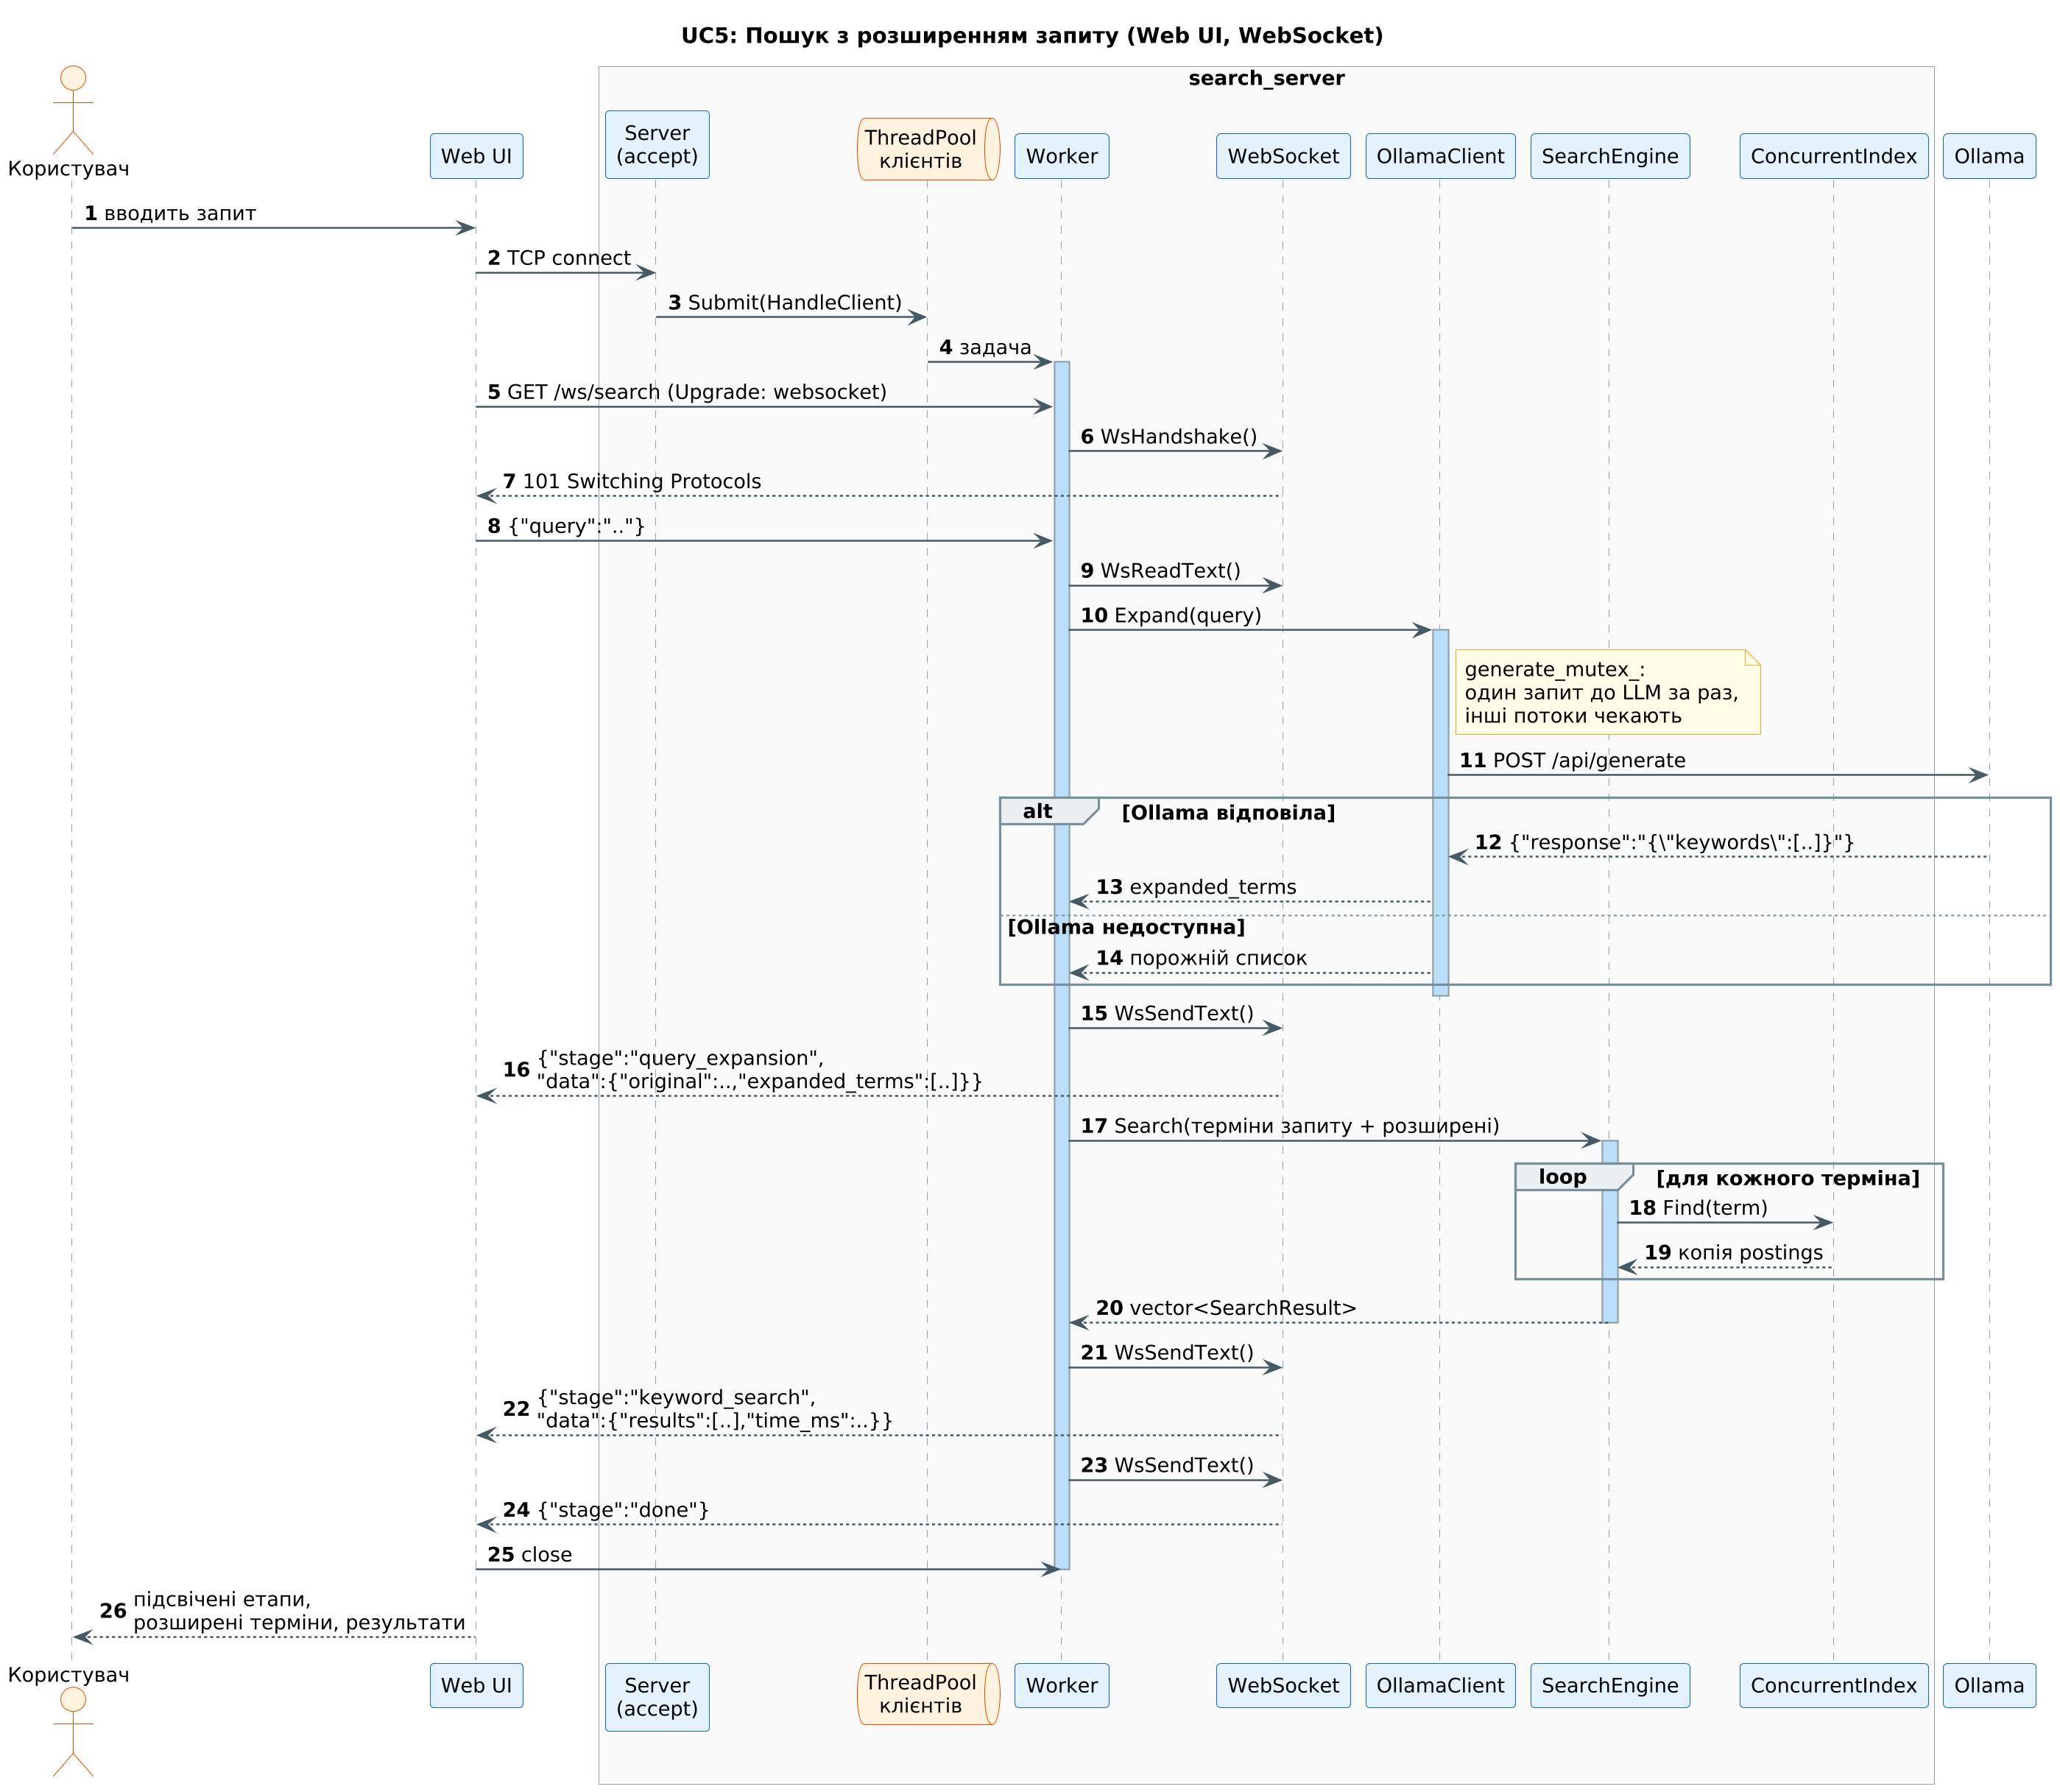 UC5: Пошук з розширенням запиту (Web UI, WebSocket)
search_server
Користувач
Web UI
Server
(accept)
ThreadPool
клієнтів
Worker
WebSocket
OllamaClient
SearchEngine
ConcurrentIndex
Ollama
1 вводить запит
2 TCP connect
3 Submit(HandleClient)
4 задача
5 GET /ws/search (Upgrade: websocket)
6 WsHandshake()
7 101 Switching Protocols
8 {"query":".."}
9 WsReadText()
10 Expand(query)
generate_mutex_:
один запит до LLM за раз,
інші потоки чекають
11 POST /api/generate
alt [Ollama відповіла]
12 {"response":"{\"keywords\":[..]}"}
13 expanded_terms
[Ollama недоступна]
14 порожній список
15 WsSendText()
16 {"stage":"query_expansion",
"data":{"original":..,"expanded_terms":[..]}}
17 Search(терміни запиту + розширені)
loop [для кожного терміна]
18 Find(term)
19 копія postings
20 vector<SearchResult>
21 WsSendText()
22 {"stage":"keyword_search",
"data":{"results":[..],"time_ms":..}}
23 WsSendText()
24 {"stage":"done"}
25 close
26 підсвічені етапи,
розширені терміни, результати
Користувач
Web UI
Server
(accept)
ThreadPool
клієнтів
Worker
WebSocket
OllamaClient
SearchEngine
ConcurrentIndex
Ollama